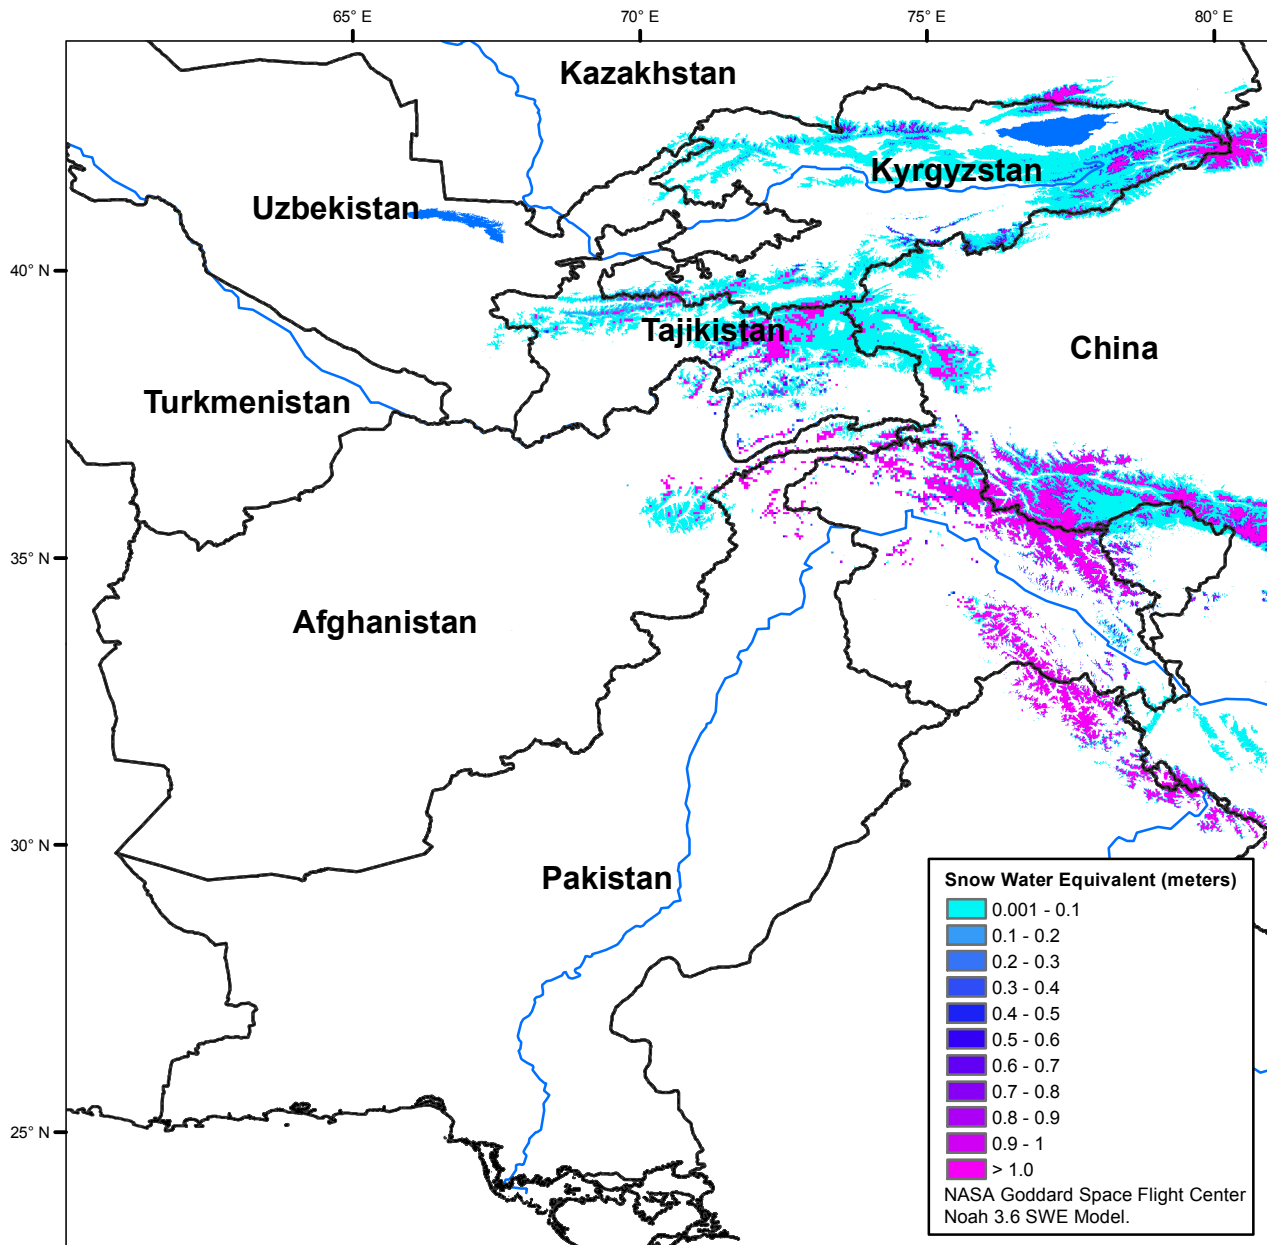 65° E
70° E
75° E
80° E
Kazakhstan
Kyrgyzstan
Uzbekistan
40° N
Tajikistan
China
Turkmenistan
35° N
Afghanistan
30° N
Pakistan
25° N
Snow Water Equivalent (meters)
0.001 - 0.1
0.1 - 0.2
0.2 - 0.3
0.3 - 0.4
0.4 - 0.5
0.5 - 0.6
0.6 - 0.7
0.7 - 0.8
0.8 - 0.9
0.9 - 1
> 1.0
NASA Goddard Space Flight Center
Noah 3.6 SWE Model.